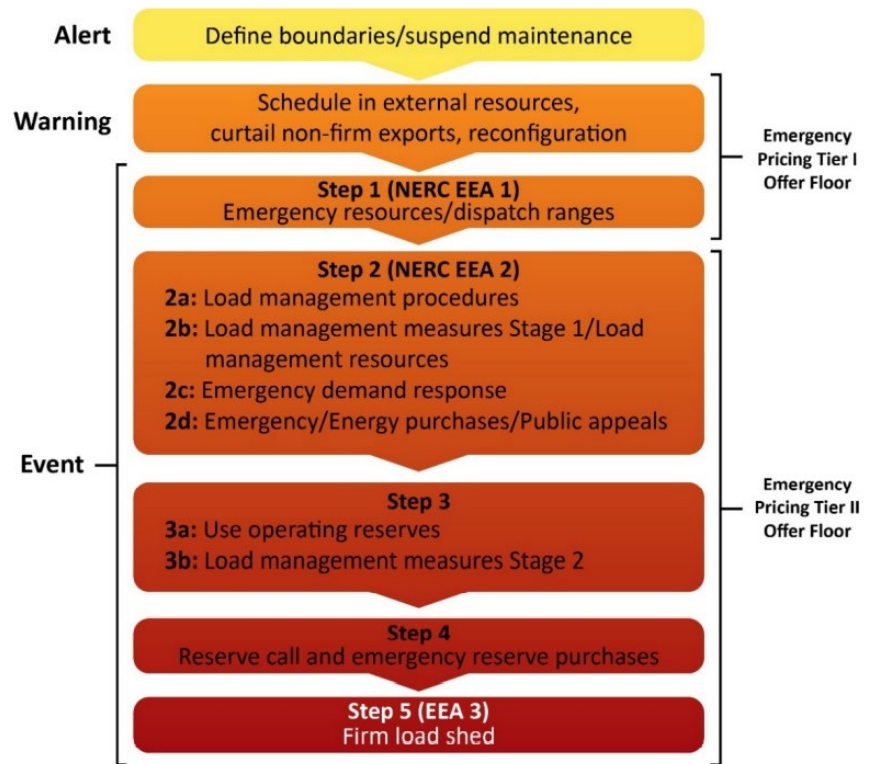 Alert
Define boundaries/suspend maintenance
Warning
Schedule in external resources,
curtail non-firm exports, reconfiguration
Emergency
Pricing Tier I
Offer Floor
Step 1 (NERC EEA 1)
Emergency resources/dispatch ranges
Step 2 (NERC EEA 2)
2a: Load management procedures
2b: Load management measures Stage 1/Load
management resources
2c: Emergency demand response
2d: Emergency/Energy purchases/Public appeals
Event
Step 3
3a: Use operating reserves
3b: Load management measures Stage 2
Emergency
Pricing Tier II
Offer Floor
Step 4
Reserve call and emergency reserve purchases
Step 5 (EEA 3)
Firm load shed